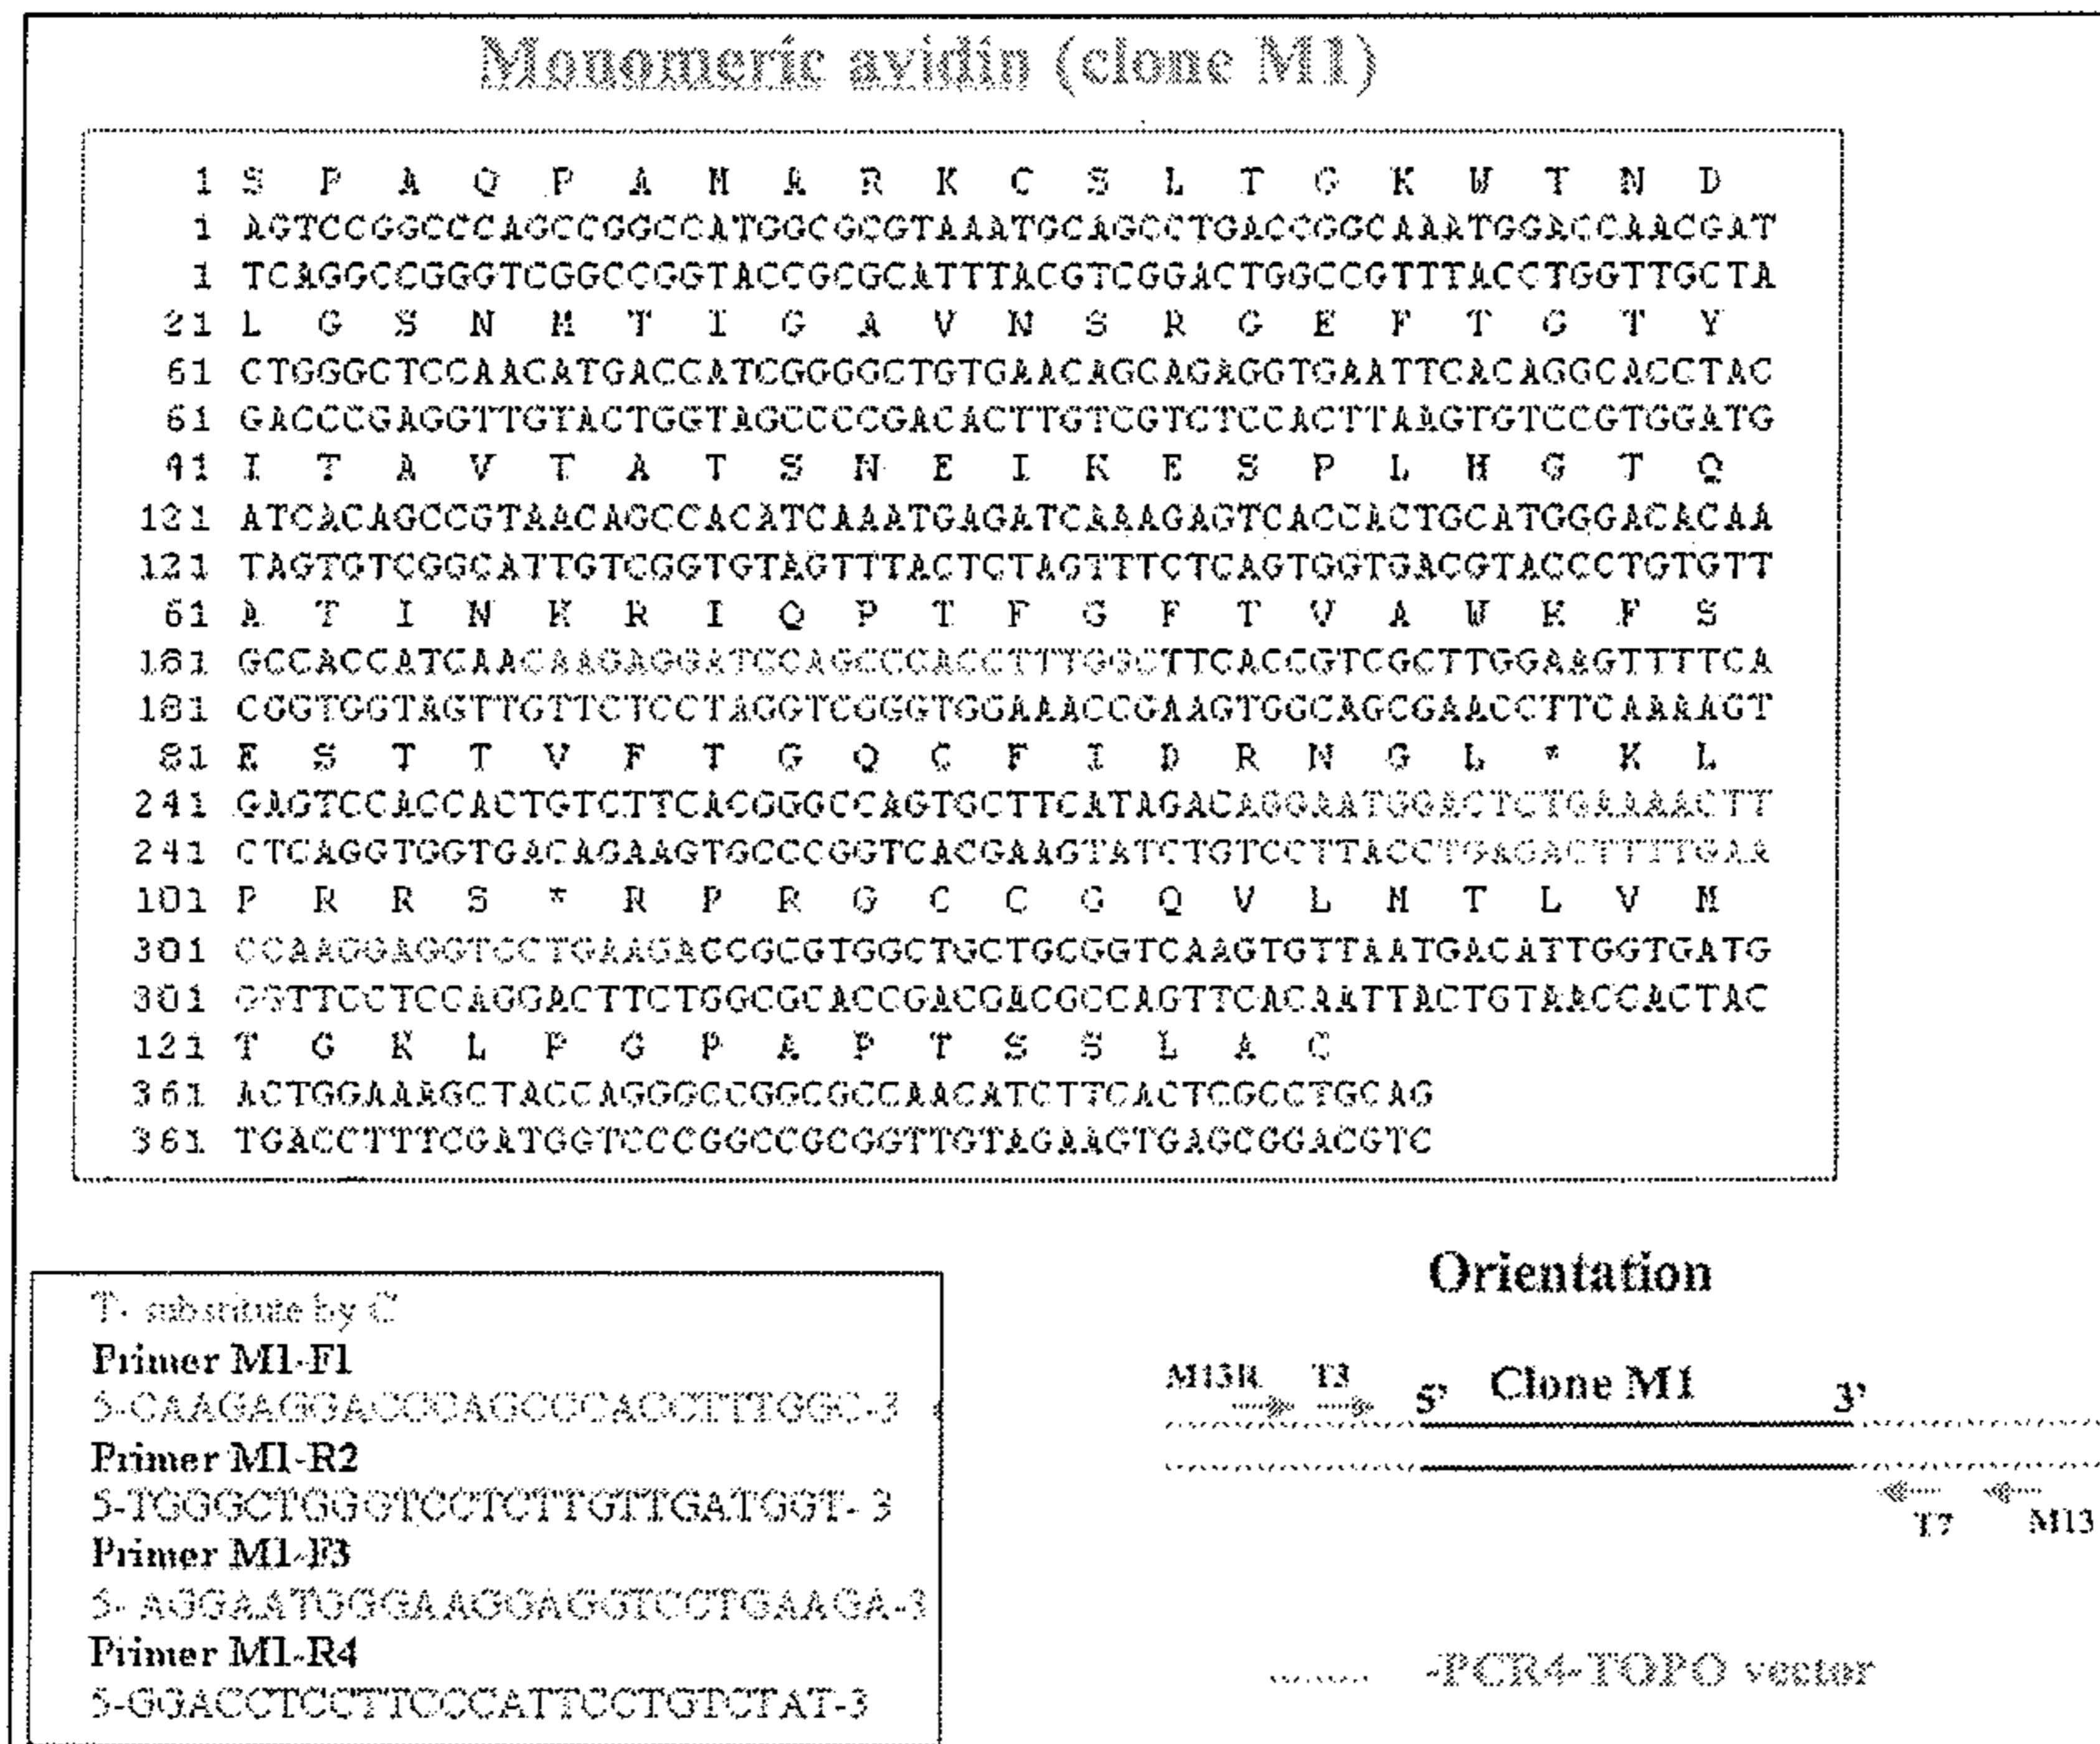 Monomeric avidin (clone M1)
1 S P A Q P A M A R K C S L T G K W T N D
1 AGTCCGGCCCAGCCGGCCATGGCGCGTAAATGCAGCCTGACCGGCAAATGGACCAACGAT
1 TCAGGCCGGGTCGGCCGGTACCGCGCATTTACGTCGGACTGGCCGTTTACCTGGTTGCTA
21 L G S N M T I G A V N S R G E F T G T Y
61 CTGGGCTCCAACATGACCATCGGGGCTGTGAACAGCAGAGGTGAATTCACAGGCACCTAC
61 GACCCGAGGTTGTACTGGTAGCCCCGACACTTGTCGTCTCCACTTAAGTGTCCGTGGATG
41 I T A V T A T S N E I K E S P L H G T Q
121 ATCACAGCCGTAACAGCCACATCAAATGAGATCAAAGAGTCACCACTGCATGGGACACAA
121 TAGTGTCGGCATTGTCGGTGTAGTTTACTCTAGTTTCTCAGTGGTGACGTACCCTGTGTT
61 A T I N K R I Q P T F G F T V A W K F S
181 GCCACCATCAACAAGAGGATCCAGCCCACCTTTGGCTTCACCGTCGCTTGGAAGTTTTCA
181 CGGTGGTAGTTGTTCTCCTAGGTCGGGTGGAAACCGAAGTGGCAGCGAACCTTCAAAAGT
81 E S T T V F T G Q C F I D R N G L * K L
241 GAGTCCACCACTGTCTTCACGGGCCAGTGCTTCATAGACAGGAATGGACTCTGAAAACTT
241 CTCAGGTGGTGACAGAAGTGCCCGGTCACGAAGTATCTGTCCTTACCTGAGACTTTTGAA
101 P R R S * R P R G C C G Q V L M T L V M
301 CCAAGGAGGTCCTGAAGACCGCGTGGCTGCTGCGGTCAAGTGTTAATGACATTGGTGATG
301 GGTTCCTCCAGGACTTCTGGCGCACCGACGACGCCAGTTCACAATTACTGTAACCACTAC
121 T G K L P G P A P T S S L A C
361 ACTGGAAAGCTACCAGGGCCGGCGCCAACATCTTCACTCGCCTGCAG
361 TGACCTTTCGATGGTCCCGGCCGCGGTTGTAGAAGTGAGCGGACGTC
T- substitute by C
Primer M1-F1
5-CAAGAGGACCCAGCCCACCTTTGGC-3
Primer M1-R2
5-TGGGCTGGGTCCTCTTGTTGATGGT- 3
Primer M1-F3
5- AGGAATGGGAAGGAGGTCCTGAAGA-3
Primer M1-R4
5-GGACCTCCTTCCCATTCCTGTCTAT-3
Orientation
M13R T3 5' Clone M1 3'
T7 M13
-PCR4-TOPO vector